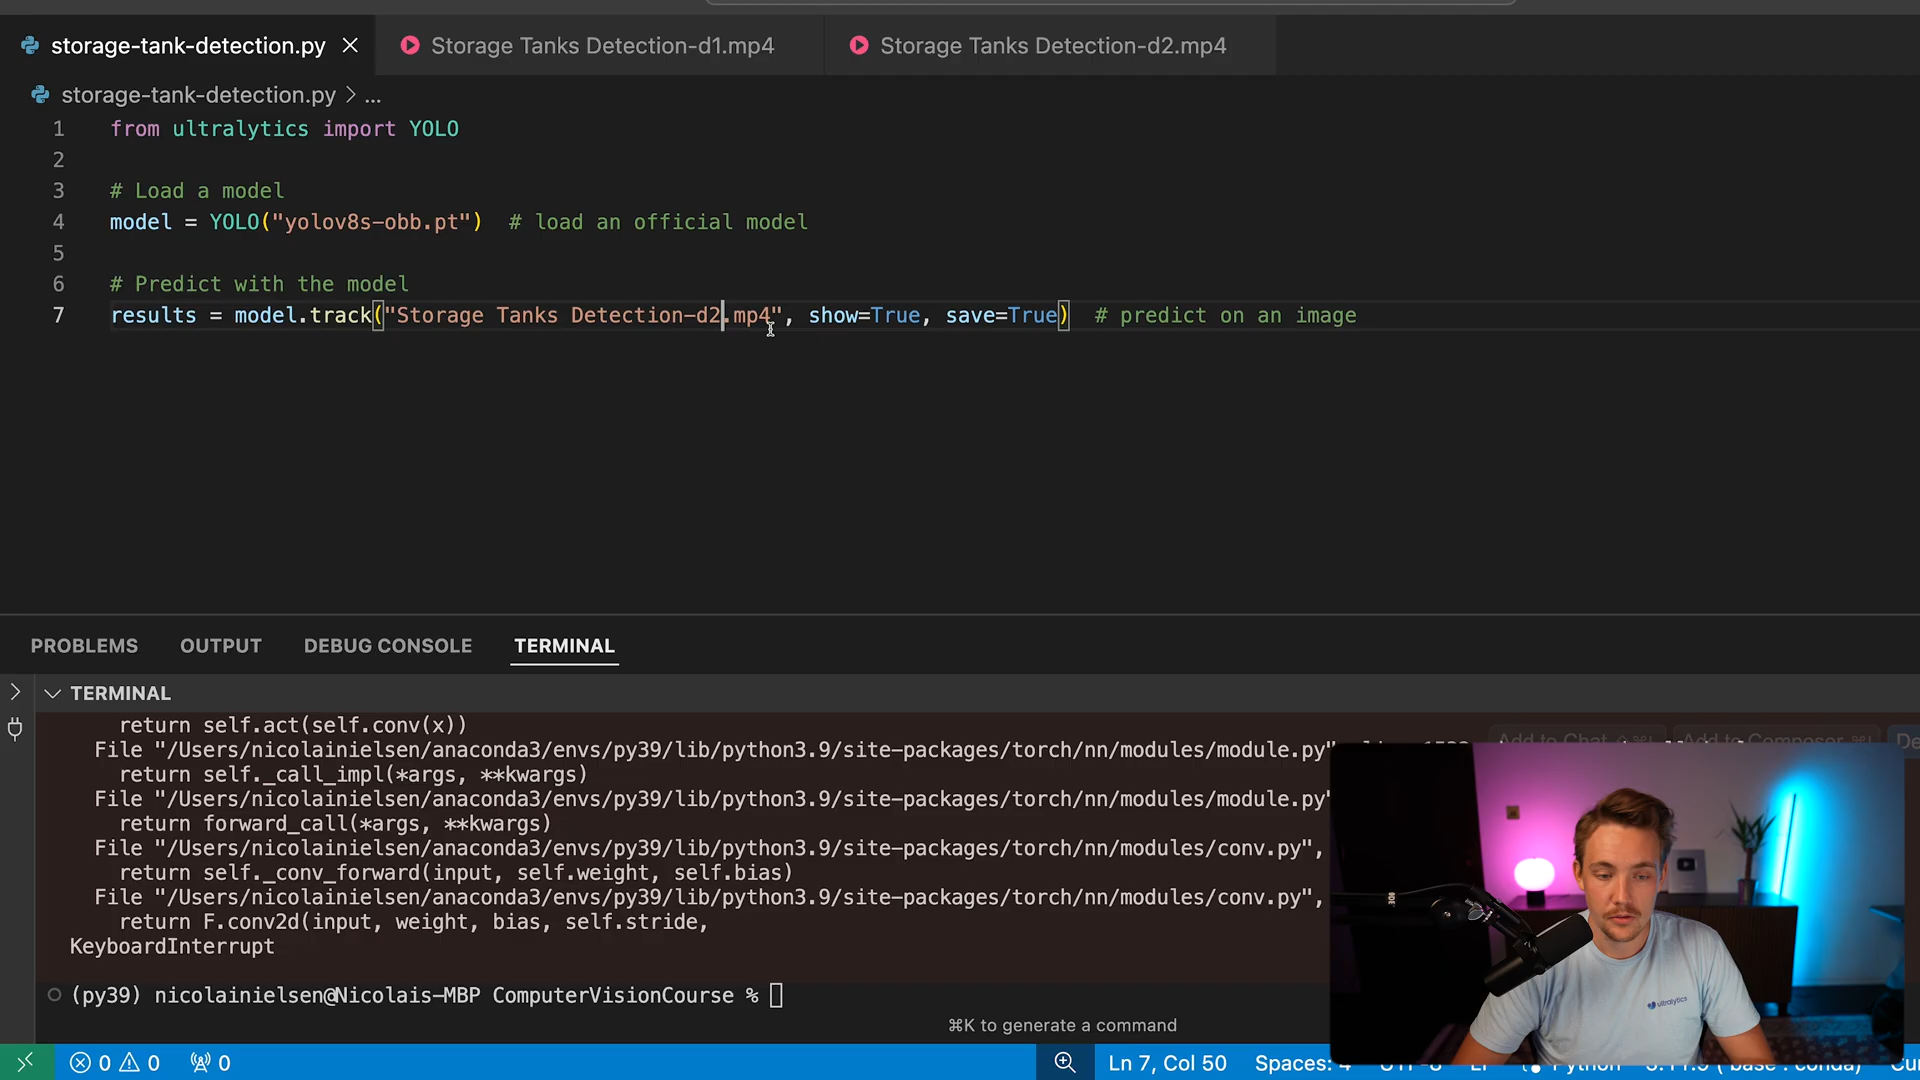 storage-tank-detection.py
Storage Tanks Detection-d1.mp4
Storage Tanks Detection-d2.mp4
storage-tank-detection.py > ...
1 from ultralytics import YOLO
2
3 # Load a model
4 model = YOLO("yolov8s-obb.pt")  # load an official model
5
6 # Predict with the model
7 results = model.track("Storage Tanks Detection-d2.mp4", show=True, save=True)  # predict on an image
PROBLEMS OUTPUT DEBUG CONSOLE TERMINAL
TERMINAL
return self.act(self.conv(x))
File "/Users/nicolainielsen/anaconda3/envs/py39/lib/python3.9/site-packages/torch/nn/modules/module.py"
return self._call_impl(*args, **kwargs)
File "/Users/nicolainielsen/anaconda3/envs/py39/lib/python3.9/site-packages/torch/nn/modules/module.py"
return forward_call(*args, **kwargs)
File "/Users/nicolainielsen/anaconda3/envs/py39/lib/python3.9/site-packages/torch/nn/modules/conv.py",
return self._conv_forward(input, self.weight, self.bias)
File "/Users/nicolainielsen/anaconda3/envs/py39/lib/python3.9/site-packages/torch/nn/modules/conv.py",
return F.conv2d(input, weight, bias, self.stride,
KeyboardInterrupt
(py39) nicolainielsen@Nicolais-MBP ComputerVisionCourse %
⌘K to generate a command
ultralytics
0 0 0 Ln 7, Col 50 Spaces: 4